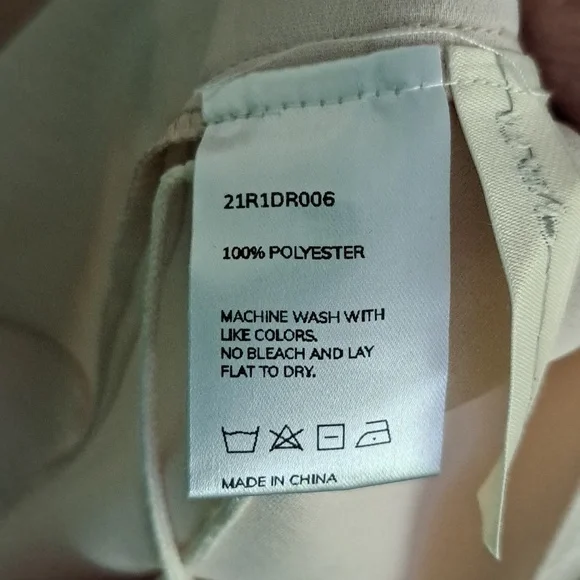 21R1DR006
100% POLYESTER
MACHINE WASH WITH
LIKE COLORS.
NO BLEACH AND LAY
FLAT TO DRY.
MADE IN CHINA